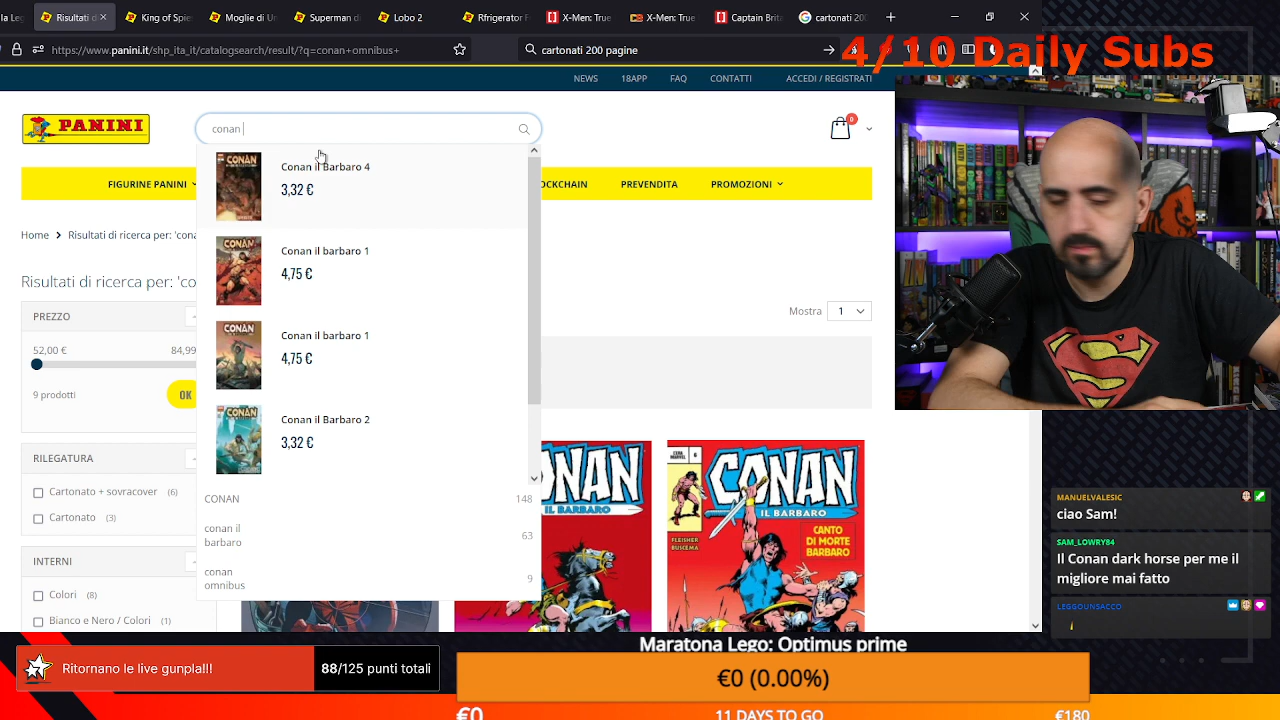 la Leg
Risultati
King of Spie
Moglie di Un
Superman d
Lobo 2
Rfrigerator F
X-Men: True
X-Men: True
Captain Brit
cartonati 20
https://www.panini.it/shp_ita_it/catalogsearch/result/?q=conan+omnibus+
cartonati 200 pagine
4/10 Daily Subs
NEWS
18APP
FAQ
CONTATTI
ACCEDI / REGISTRATI
PANINI
conan
0
FIGURINE PANINI
OCKCHAIN
PREVENDITA
PROMOZIONI
Conan il Barbaro 4
3,32 €
Conan il barbaro 1
4,75 €
Conan il barbaro 1
4,75 €
Conan il Barbaro 2
3,32 €
CONAN
148
conan il
barbaro
63
conan
omnibus
9
Home
Risultati di ricerca per: 'cona
Risultati di ricerca per: 'co
Mostra
1
PREZZO
52,00 €
84,99
9 prodotti
OK
RILEGATURA
Cartonato + sovracover (6)
Cartonato (3)
INTERNI
Colori (8)
Bianco e Nero / Colori (1)
CONAN
IL BARBARO
CONAN
IL BARBARO
FLEISHER
BUSCEMA
CANTO
DI MORTE
BARBARO
MANUELVALESIC
ciao Sam!
SAM_LOWRY84
Il Conan dark horse per me il
migliore mai fatto
LEGGOUNSACCO
Ritornano le live gunpla!!!
88/125 punti totali
Maratona Lego: Optimus prime
€0 (0.00%)
€0
11 DAYS TO GO
€180